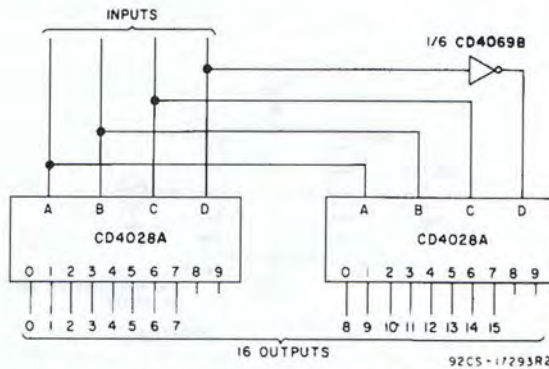 INPUTS
1/6 CD4069B
A B C D A B C D
CD4028A CD4028A
0 1 2 3 4 5 6 7 8 9 0 1 2 3 4 5 6 7 8 9
0 1 2 3 4 5 6 7 8 9 10 11 12 13 14 15
16 OUTPUTS
92CS-17293R2